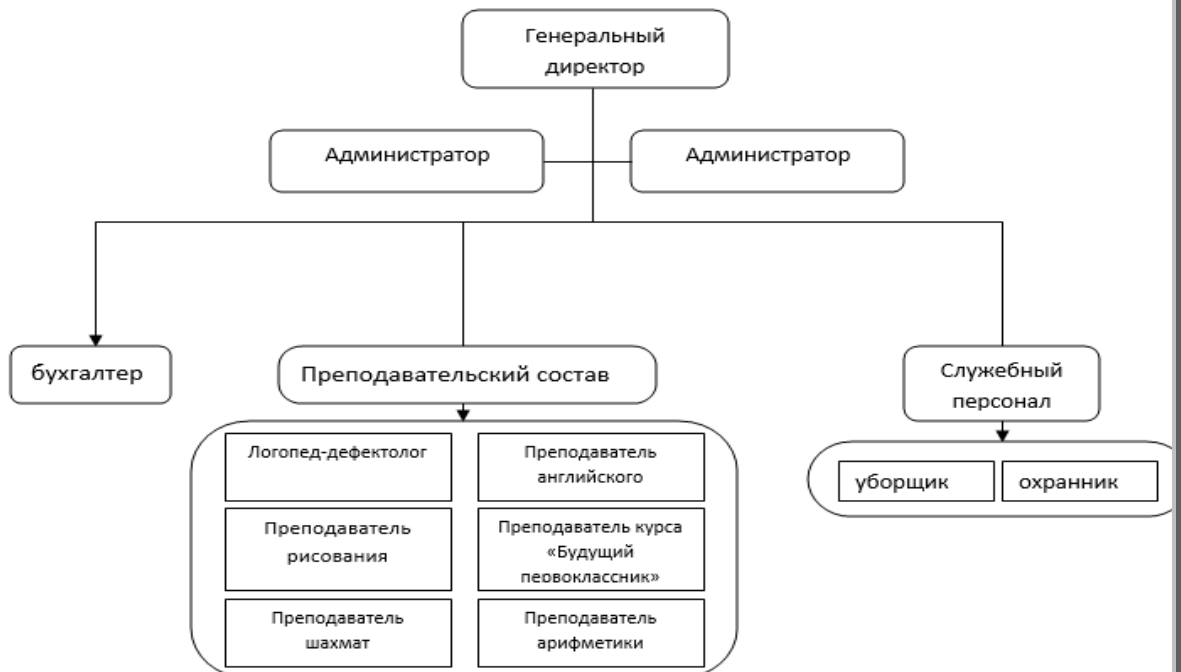 Генеральный
директор
Администратор
Администратор
бухгалтер
Преподавательский состав
Служебный
персонал
Логопед-дефектолог
Преподаватель
английского
Преподаватель
рисования
Преподаватель курса
«Будущий
первоклассник»
Преподаватель
шахмат
Преподаватель
арифметики
уборщик
охранник